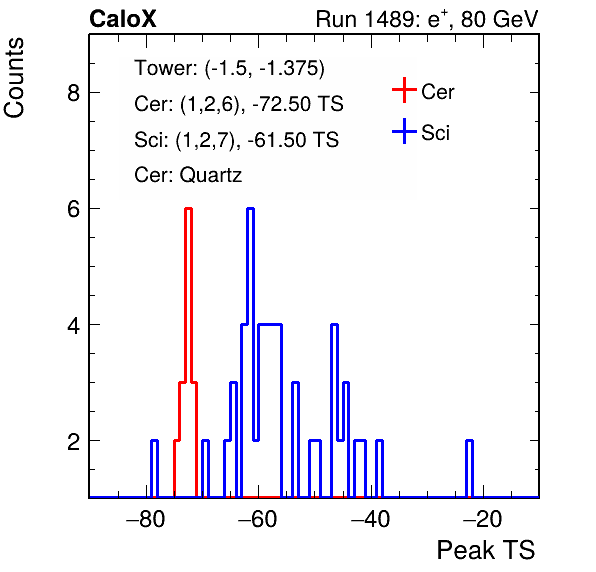 CaloX Run 1489: e⁺, 80 GeV
Counts
Tower: (-1.5, -1.375)
Cer: (1,2,6), -72.50 TS
Sci: (1,2,7), -61.50 TS
Cer: Quartz
Cer
Sci
8
6
4
2
−80 −60 −40 −20
Peak TS